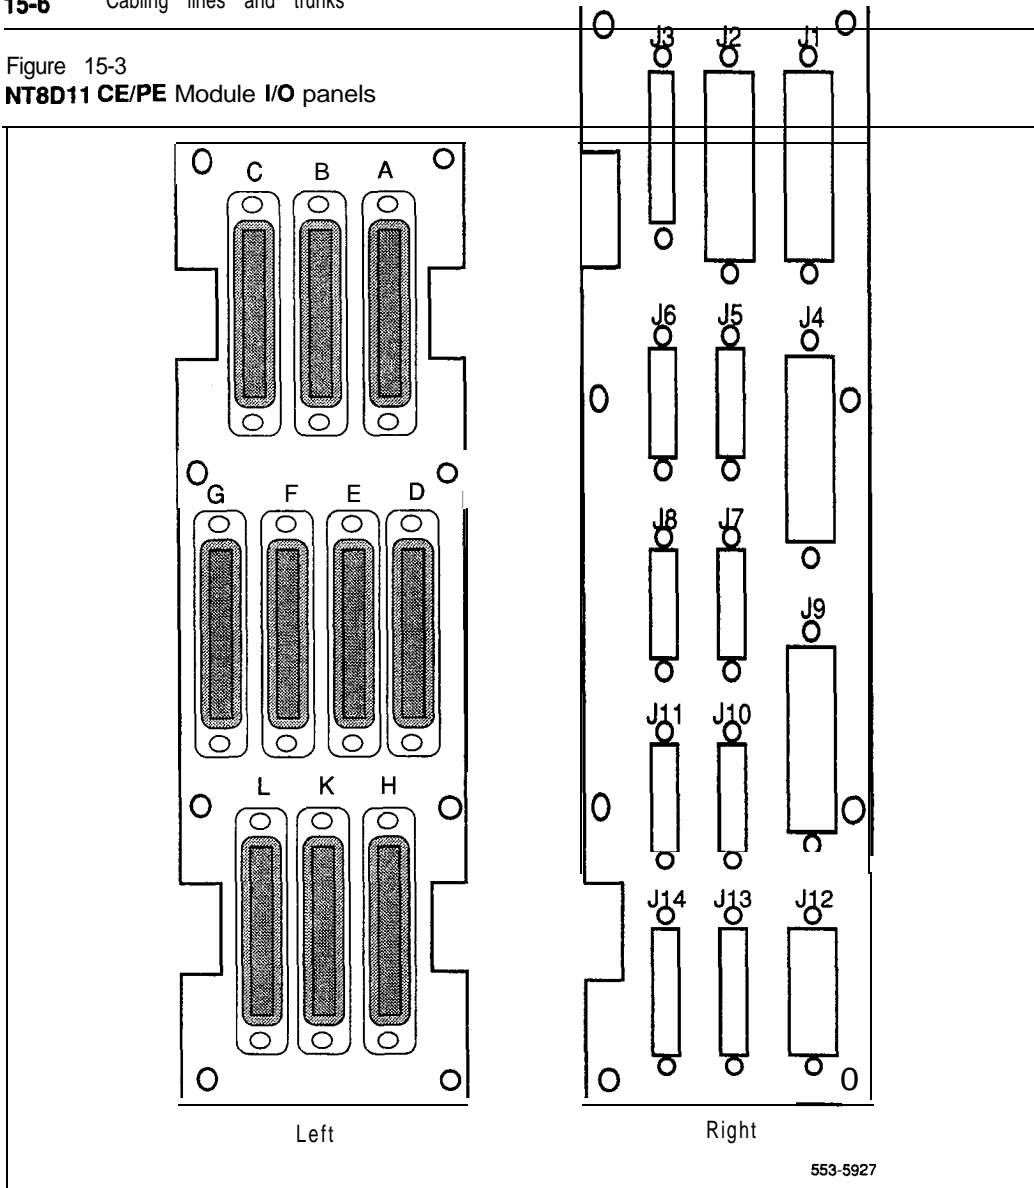 15-6 Cabling lines and trunks
Figure 15-3
NT8D11 CE/PE Module I/O panels
J3 J2 J1
C B A
J6 J5 J4
G F E D
J8 J7
J9
J11 J10
L K H
J14 J13 J12
Left
Right
553-5927